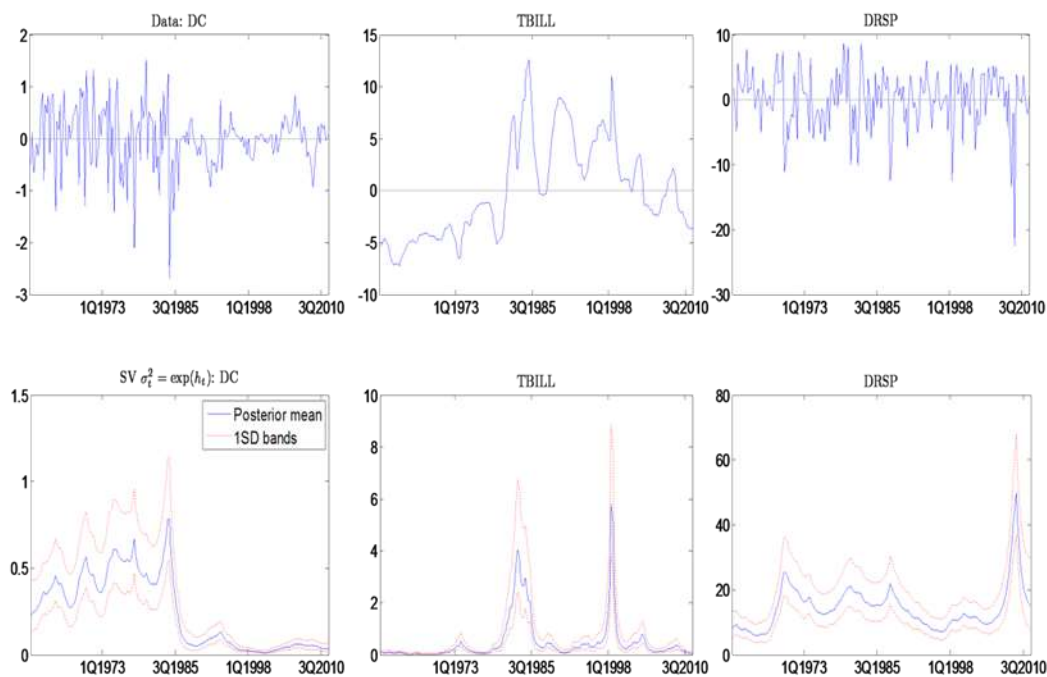 Data: DC
TBILL
DRSP
2
1
0
-1
-2
-3
1Q1973 3Q1985 1Q1998 3Q2010
15
10
5
0
-5
-10
1Q1973 3Q1985 1Q1998 3Q2010
10
0
-10
-20
-30
1Q1973 3Q1985 1Q1998 3Q2010
SV σ_t^2 = exp(h_t): DC
TBILL
DRSP
1.5
1
0.5
0
Posterior mean
1SD bands
1Q1973 3Q1985 1Q1998 3Q2010
10
8
6
4
2
0
1Q1973 3Q1985 1Q1998 3Q2010
80
60
40
20
0
1Q1973 3Q1985 1Q1998 3Q2010